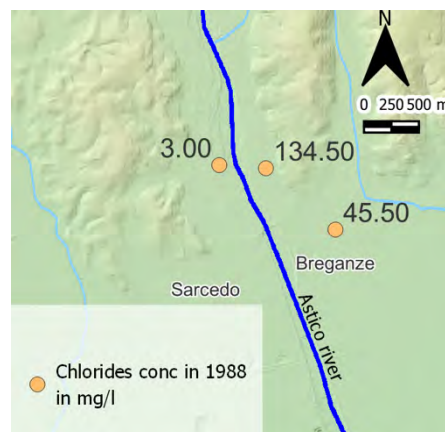 N
0 250 500 m
3.00
134.50
45.50
Breganze
Sarcedo
Astico river
Chlorides conc in 1988
in mg/l